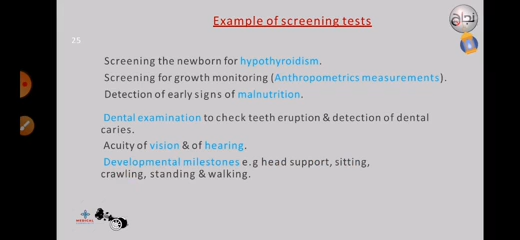 Example of screening tests
نجاح
25
Screening the newborn for hypothyroidism.
Screening for growth monitoring (Anthropometrics measurements).
Detection of early signs of malnutrition.
Dental examination to check teeth eruption & detection of dental
caries.
Acuity of vision & of hearing.
Developmental milestones e.g head support, sitting,
crawling, standing & walking.
MEDICAL